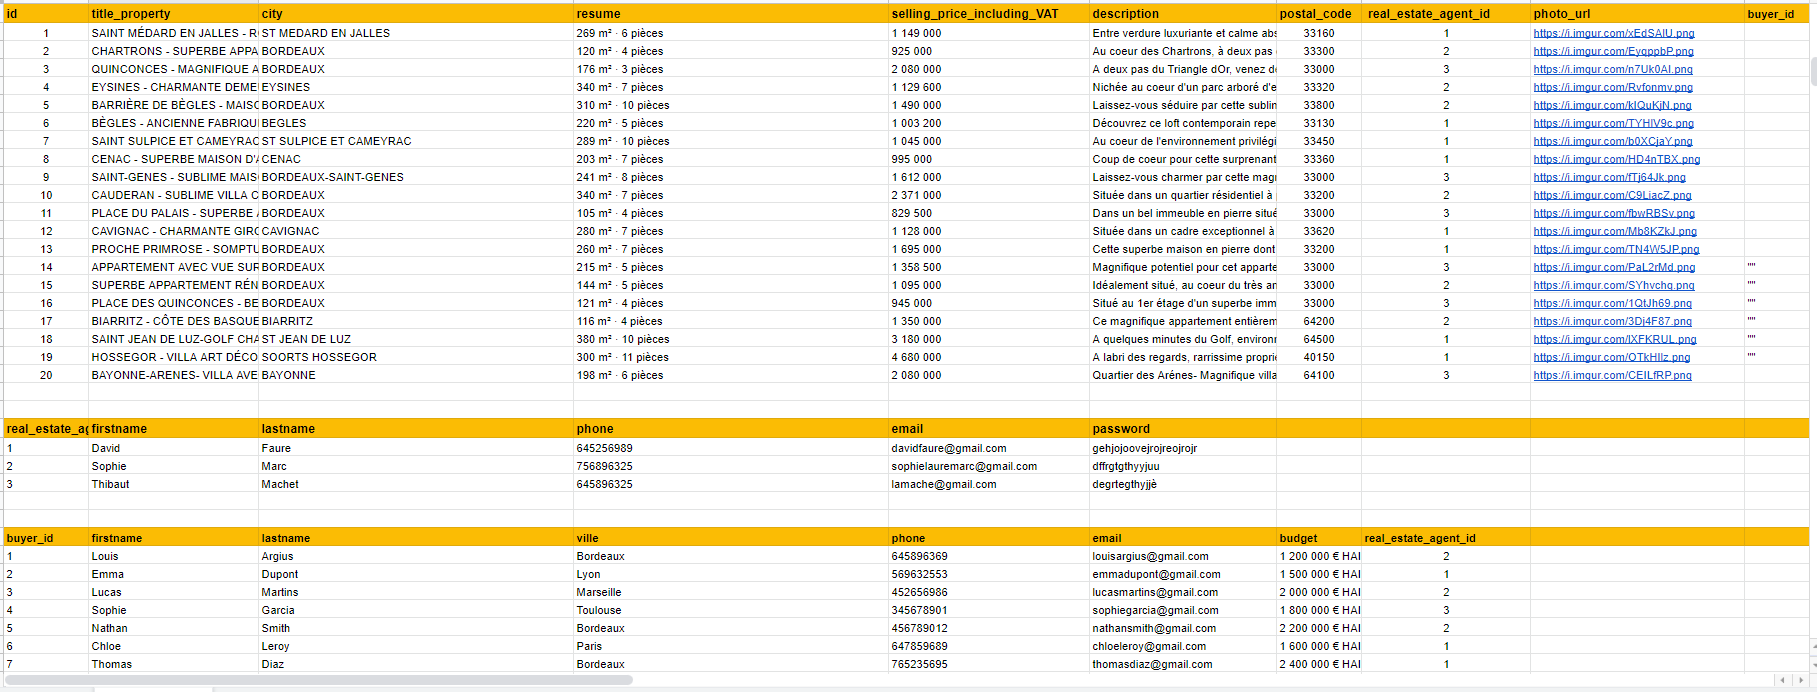 id title_property city resume selling_price_including_VAT description postal_code real_estate_agent_id photo_url buyer_id
1 SAINT MÉDARD EN JALLES - R ST MEDARD EN JALLES 269 m² · 6 pièces 1 149 000 Entre verdure luxuriante et calme abs 33160 1 https://i.imgur.com/xEdSAIU.png
2 CHARTRONS - SUPERBE APPA BORDEAUX 120 m² · 4 pièces 925 000 Au coeur des Chartrons, à deux pas 33300 2 https://i.imgur.com/EyqppbP.png
3 QUINCONCES - MAGNIFIQUE A BORDEAUX 176 m² · 3 pièces 2 080 000 A deux pas du Triangle dOr, venez d 33000 3 https://i.imgur.com/n7Uk0AI.png
4 EYSINES - CHARMANTE DEME EYSINES 340 m² · 7 pièces 1 129 600 Nichée au coeur d'un parc arboré d'e 33320 2 https://i.imgur.com/Rvfonmv.png
5 BARRIÈRE DE BÈGLES - MAISO BORDEAUX 310 m² · 10 pièces 1 490 000 Laissez-vous séduire par cette sublin 33800 2 https://i.imgur.com/kIQuKjN.png
6 BÈGLES - ANCIENNE FABRIQU BEGLES 220 m² · 5 pièces 1 003 200 Découvrez ce loft contemporain repe 33130 1 https://i.imgur.com/TYHIV9c.png
7 SAINT SULPICE ET CAMEYRAC ST SULPICE ET CAMEYRAC 289 m² · 10 pièces 1 045 000 Au coeur de l'environnement privilégi 33450 1 https://i.imgur.com/b0XCjaY.png
8 CENAC - SUPERBE MAISON D'A CENAC 203 m² · 7 pièces 995 000 Coup de coeur pour cette surprenant 33360 1 https://i.imgur.com/HD4nTBX.png
9 SAINT-GENES - SUBLIME MAIS BORDEAUX-SAINT-GENES 241 m² · 8 pièces 1 612 000 Laissez-vous charmer par cette mag 33000 3 https://i.imgur.com/fTj64Jk.png
10 CAUDERAN - SUBLIME VILLA C BORDEAUX 340 m² · 7 pièces 2 371 000 Située dans un quartier résidentiel à 33200 2 https://i.imgur.com/C9LiacZ.png
11 PLACE DU PALAIS - SUPERBE BORDEAUX 105 m² · 4 pièces 829 500 Dans un bel immeuble en pierre situé 33000 3 https://i.imgur.com/fbwRBSv.png
12 CAVIGNAC - CHARMANTE GIRO CAVIGNAC 280 m² · 7 pièces 1 128 000 Située dans un cadre exceptionnel à 33620 1 https://i.imgur.com/Mb8KZkJ.png
13 PROCHE PRIMROSE - SOMPTU BORDEAUX 260 m² · 7 pièces 1 695 000 Cette superbe maison en pierre dont 33200 1 https://i.imgur.com/TN4W5JP.png
14 APPARTEMENT AVEC VUE SUR BORDEAUX 215 m² · 5 pièces 1 358 500 Magnifique potentiel pour cet apparte 33000 3 https://i.imgur.com/PaL2rMd.png ""
15 SUPERBE APPARTEMENT RÉN BORDEAUX 144 m² · 5 pièces 1 095 000 Idéalement situé, au coeur du très an 33000 2 https://i.imgur.com/SYhvchq.png ""
16 PLACE DES QUINCONCES - BE BORDEAUX 121 m² · 4 pièces 945 000 Situé au 1er étage d'un superbe imm 33000 3 https://i.imgur.com/1QtJh69.png ""
17 BIARRITZ - CÔTE DES BASQUE BIARRITZ 116 m² · 4 pièces 1 350 000 Ce magnifique appartement entièrem 64200 2 https://i.imgur.com/3Dj4F87.png ""
18 SAINT JEAN DE LUZ-GOLF CHA ST JEAN DE LUZ 380 m² · 10 pièces 3 180 000 A quelques minutes du Golf, environr 64500 1 https://i.imgur.com/IXFKRUL.png ""
19 HOSSEGOR - VILLA ART DÉCO SOORTS HOSSEGOR 300 m² · 11 pièces 4 680 000 A labri des regards, rarrissime proprie 40150 1 https://i.imgur.com/OTkHIlz.png ""
20 BAYONNE-ARENES- VILLA AVE BAYONNE 198 m² · 6 pièces 2 080 000 Quartier des Arénes- Magnifique villa 64100 3 https://i.imgur.com/CEILfRP.png
real_estate_ag firstname lastname phone email password
1 David Faure 645256989 davidfaure@gmail.com gehjojoovejrojreojrojr
2 Sophie Marc 756896325 sophielauremarc@gmail.com dffrgtgthyyjuu
3 Thibaut Machet 645896325 lamache@gmail.com degrtegthyjjè
buyer_id firstname lastname ville phone email budget real_estate_agent_id
1 Louis Argius Bordeaux 645896369 louisargius@gmail.com 1 200 000 € HAI 2
2 Emma Dupont Lyon 569632553 emmadupont@gmail.com 1 500 000 € HAI 1
3 Lucas Martins Marseille 452656986 lucasmartins@gmail.com 2 000 000 € HAI 2
4 Sophie Garcia Toulouse 345678901 sophiegarcia@gmail.com 1 800 000 € HAI 3
5 Nathan Smith Bordeaux 456789012 nathansmith@gmail.com 2 200 000 € HAI 2
6 Chloe Leroy Paris 647859689 chloeleroy@gmail.com 1 600 000 € HAI 1
7 Thomas Diaz Bordeaux 765235695 thomasdiaz@gmail.com 2 400 000 € HAI 1